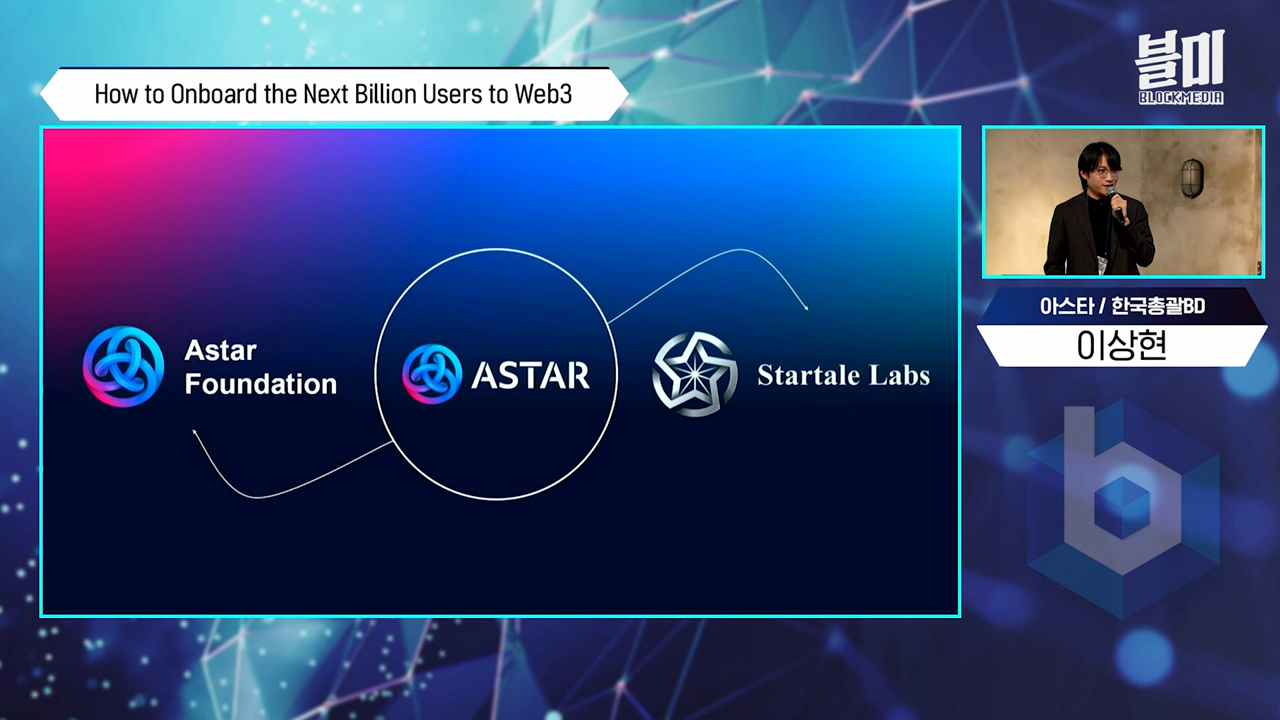 How to Onboard the Next Billion Users to Web3
블미
BLOCKMEDIA
Astar
Foundation
ASTAR
Startale Labs
아스타 / 한국총괄BD
이상현